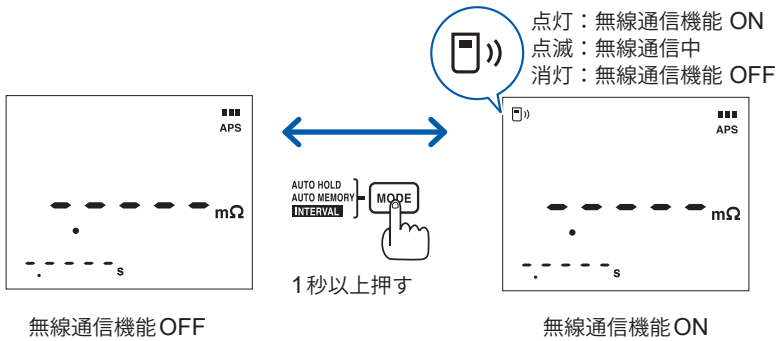 点灯：無線通信機能 ON
点滅：無線通信中
消灯：無線通信機能 OFF
APS
mΩ
s
無線通信機能OFF
AUTO HOLD
AUTO MEMORY
INTERVAL
MODE
1秒以上押す
APS
mΩ
s
無線通信機能ON